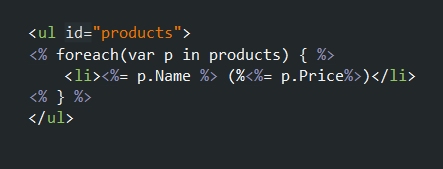 <ul id="products">
<% foreach(var p in products) { %>
    <li><%= p.Name %> (%<%= p.Price%>)</li>
<% } %>
</ul>